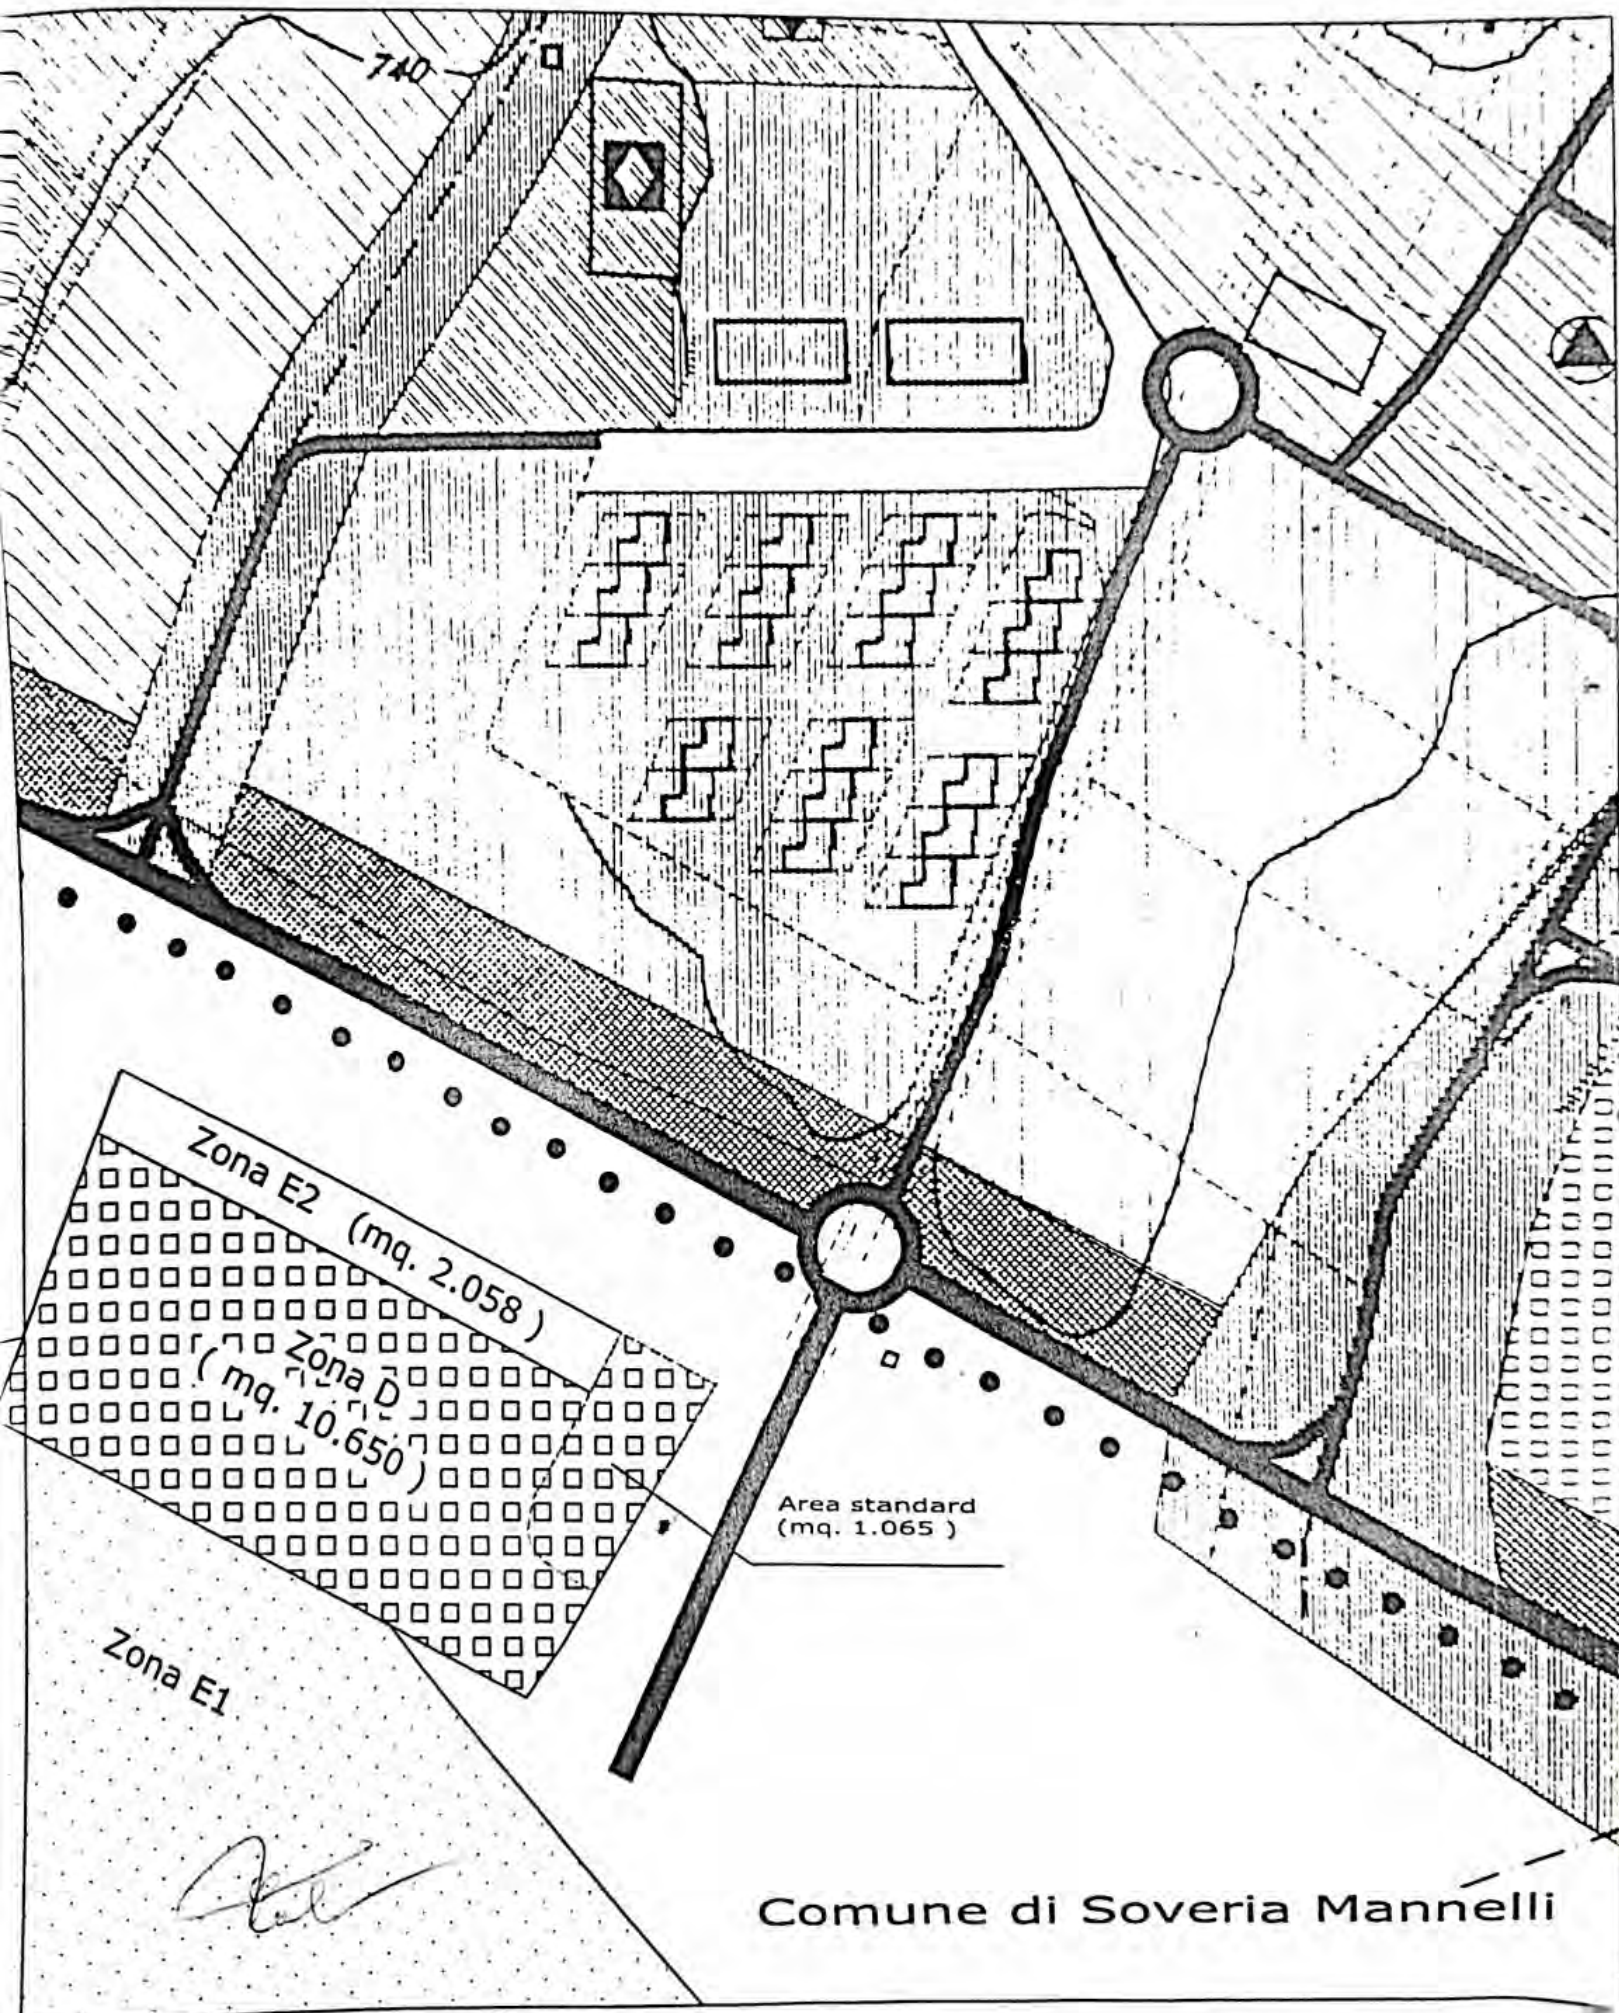 740
Zona E2 (mq. 2.058 )
Zona D
( mq. 10.650 )
Area standard
(mq. 1.065 )
Zona E1
Comune di Soveria Mannelli